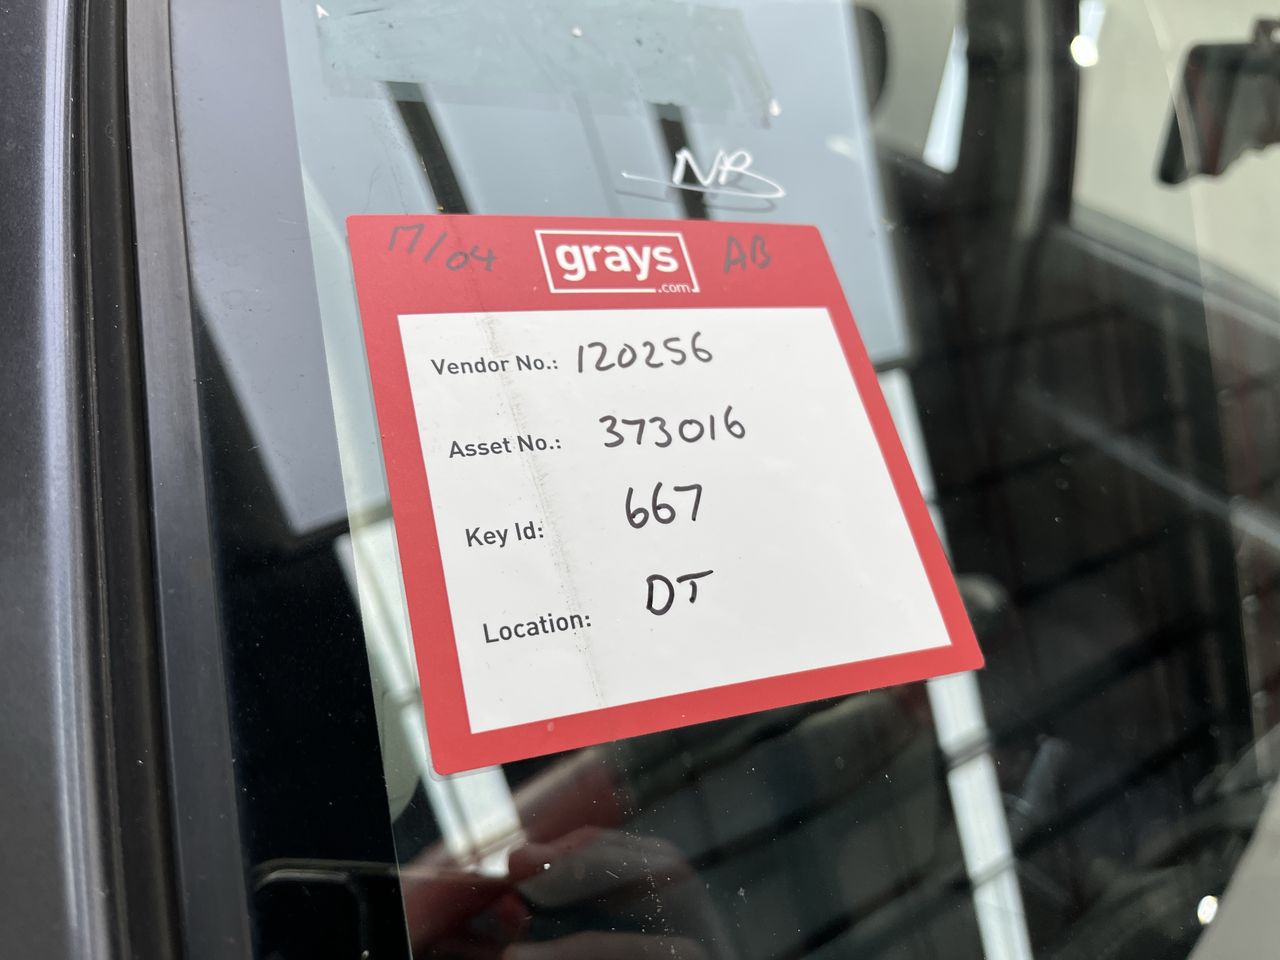 NB
17/04 grays AB
.com
Vendor No.: 120256
Asset No.: 373016
Key Id: 667
Location: DT